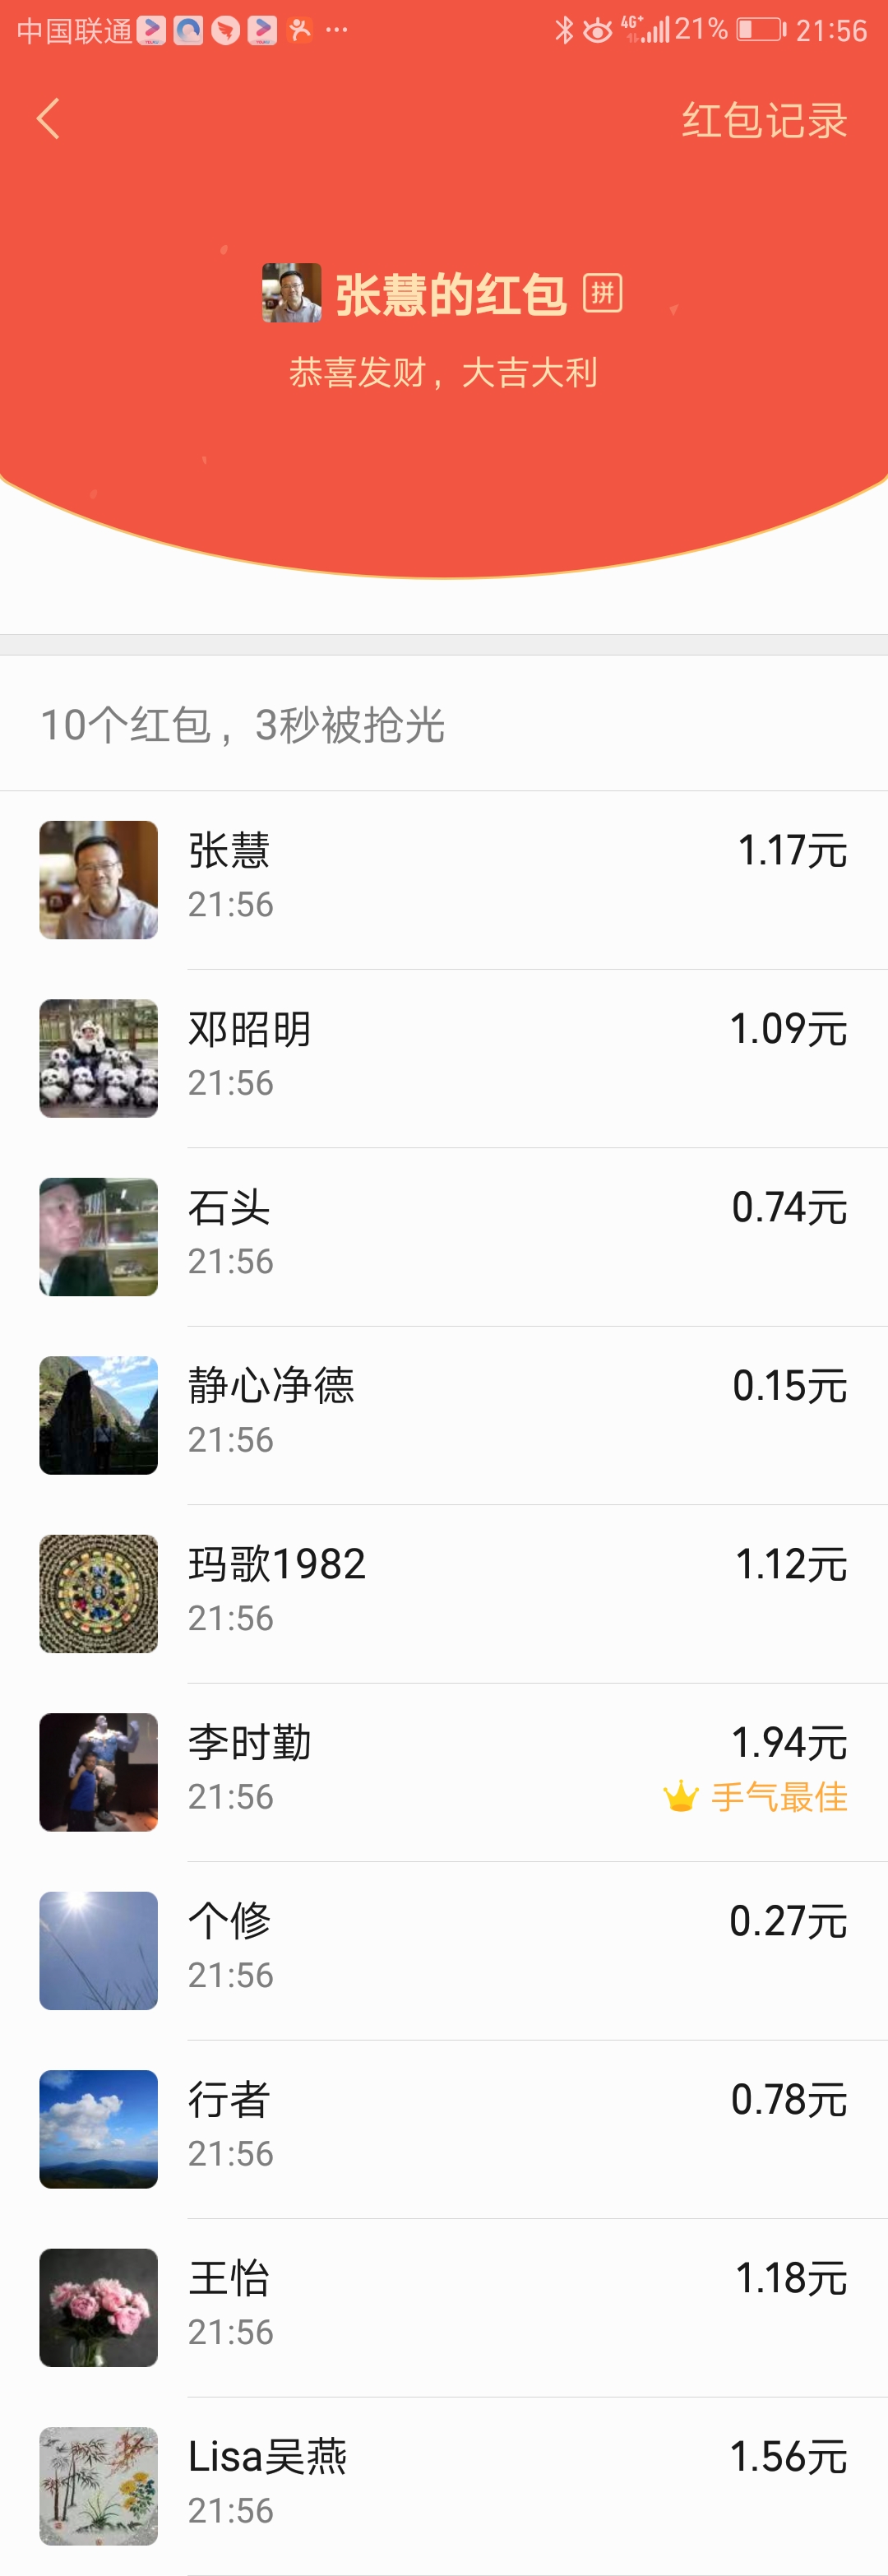 中国联通 ... 4G+ 21% 21:56
红包记录
张慧的红包 拼
恭喜发财，大吉大利
10个红包，3秒被抢光
张慧 1.17元
21:56
邓昭明 1.09元
21:56
石头 0.74元
21:56
静心净德 0.15元
21:56
玛歌1982 1.12元
21:56
李时勤 1.94元
21:56 手气最佳
个修 0.27元
21:56
行者 0.78元
21:56
王怡 1.18元
21:56
Lisa吴燕 1.56元
21:56